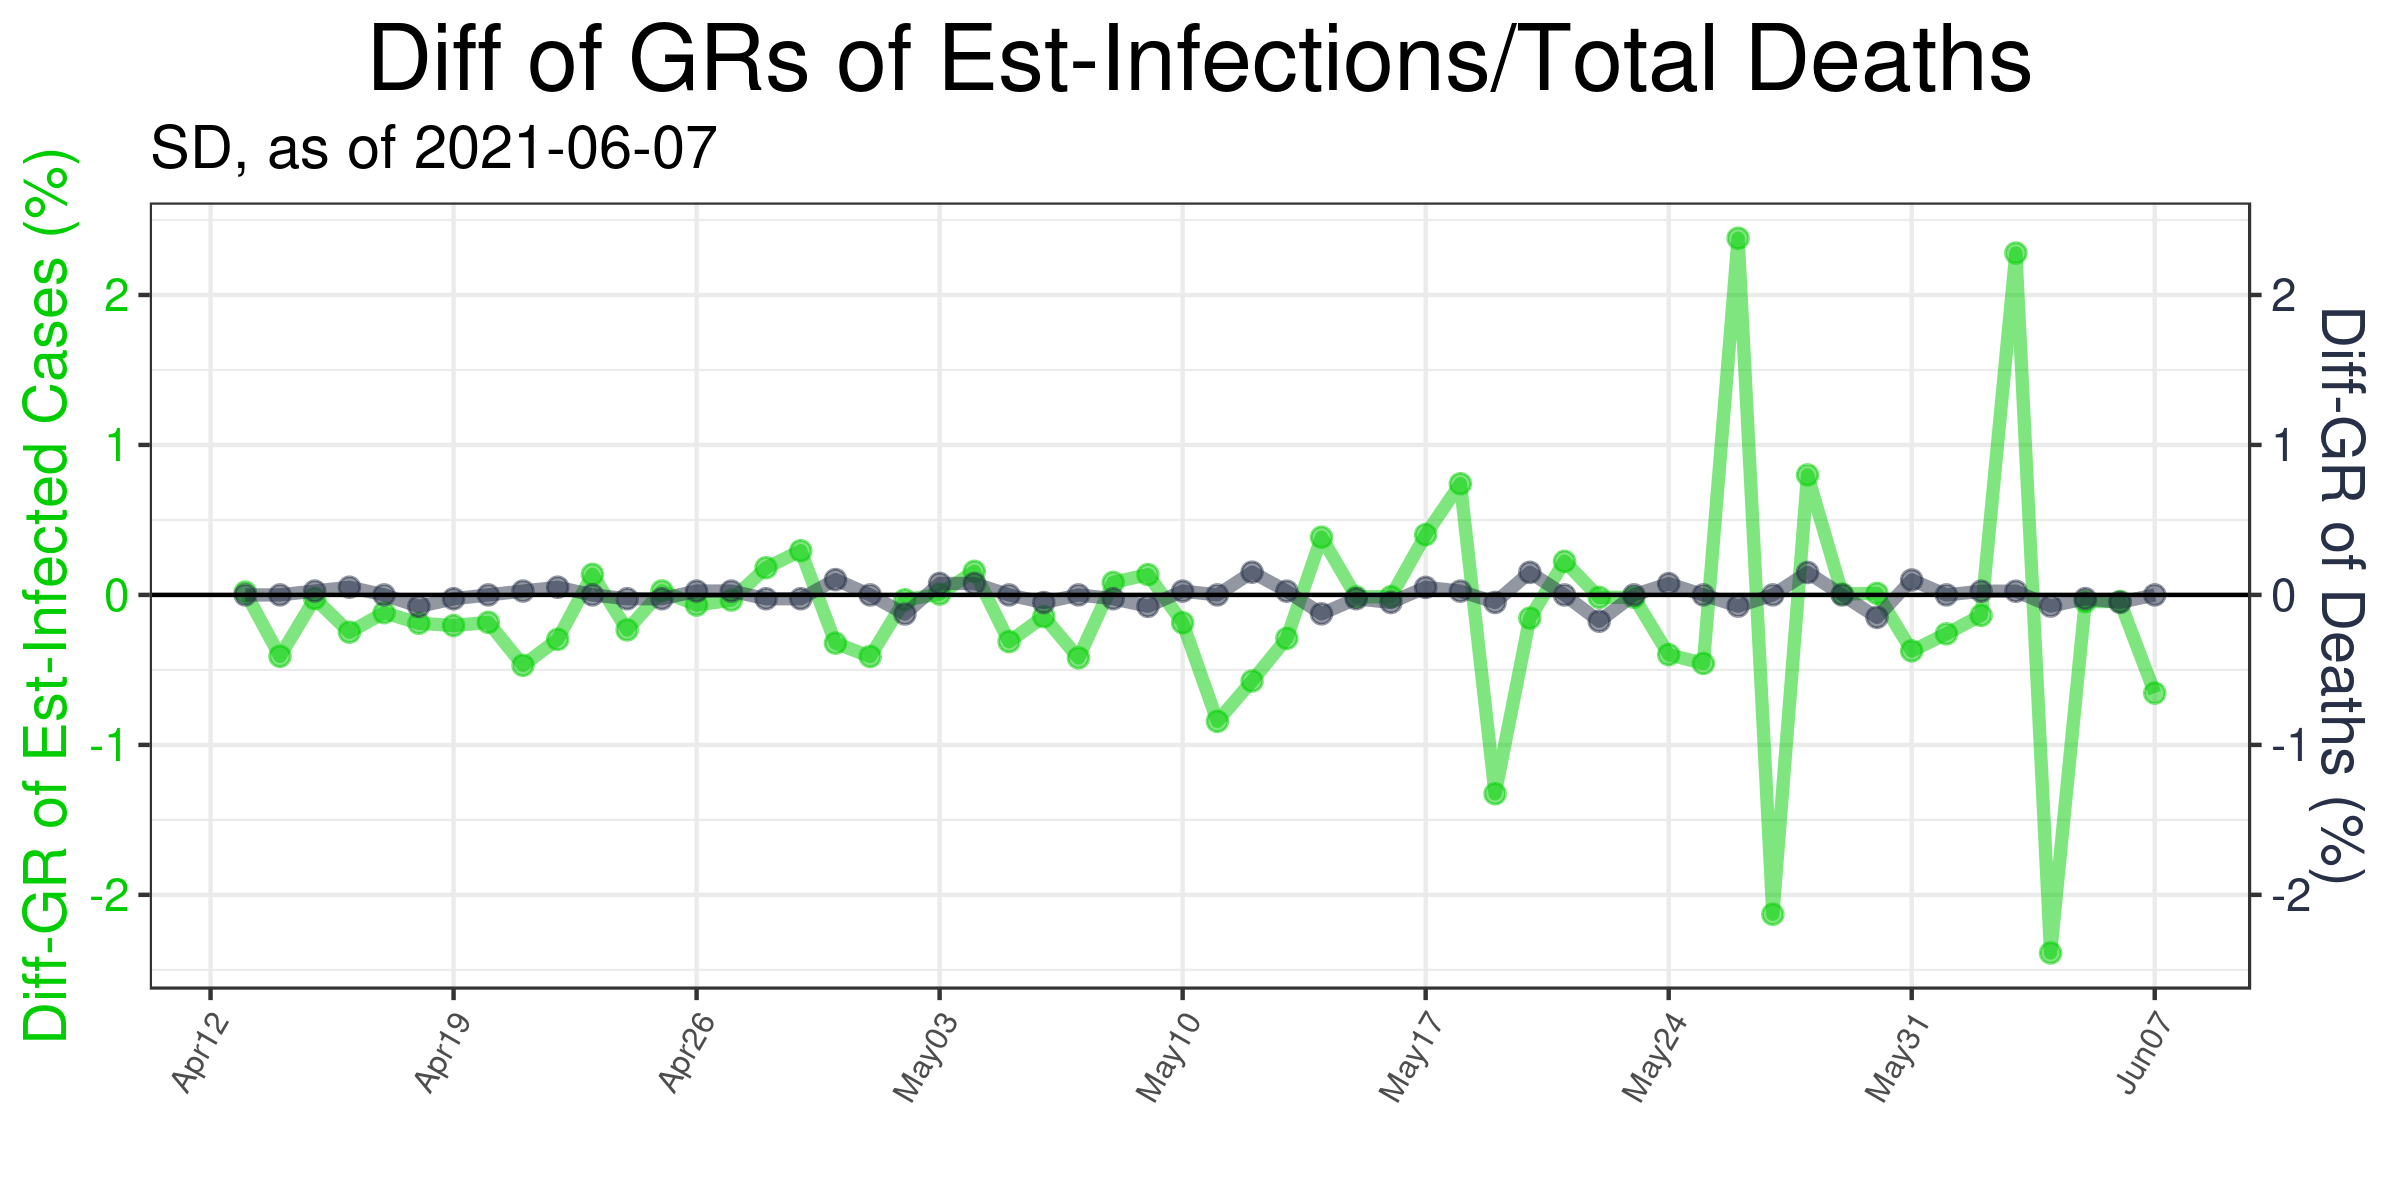 Diff of GRs of Est-Infections/Total Deaths
SD, as of 2021-06-07
Diff-GR of Est-Infected Cases (%)
2
1
0
-1
-2
2
1
0
-1
-2
Diff-GR of Deaths (%)
Apr12
Apr19
Apr26
May03
May10
May17
May24
May31
Jun07